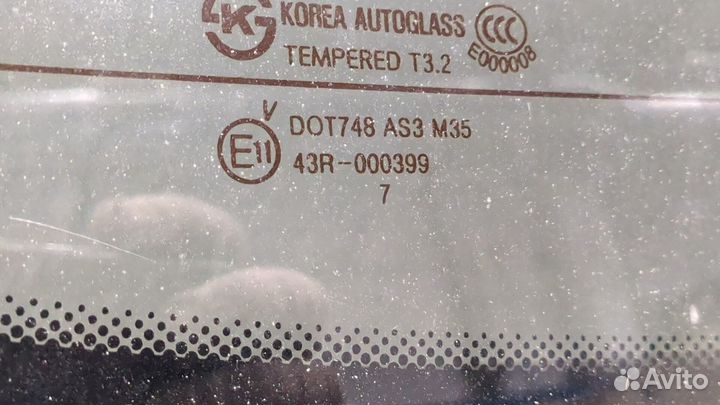 KOREA AUTOGLASS
TEMPERED T3.2
CCC
E000008
V
E11
DOT748 AS3 M35
43R-000399
7
Avito